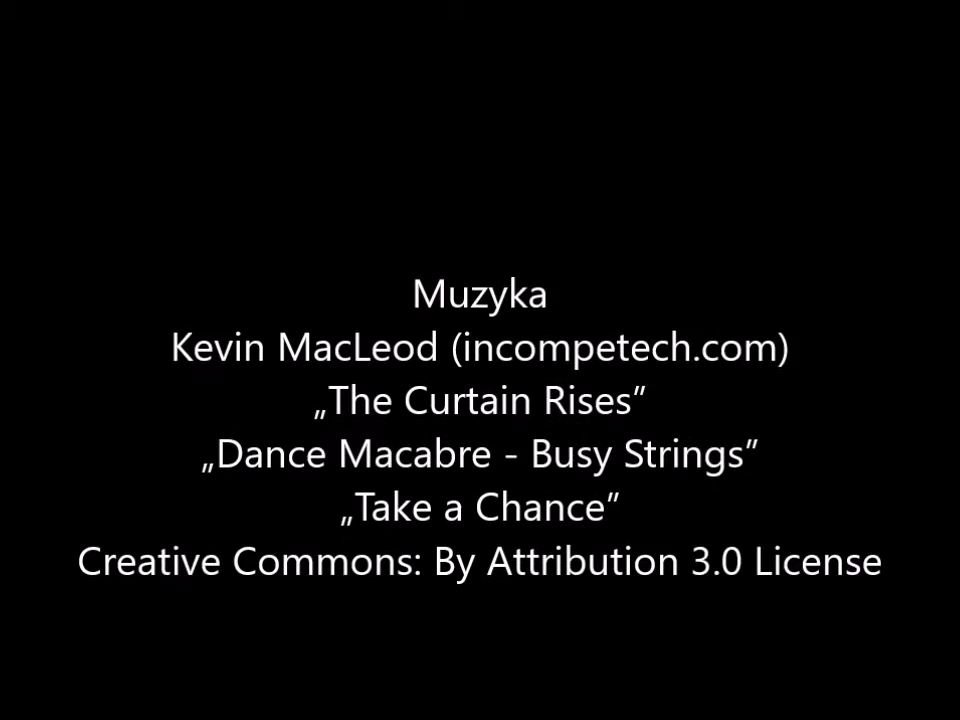 Muzyka
Kevin MacLeod (incompetech.com)
„The Curtain Rises”
„Dance Macabre - Busy Strings”
„Take a Chance”
Creative Commons: By Attribution 3.0 License